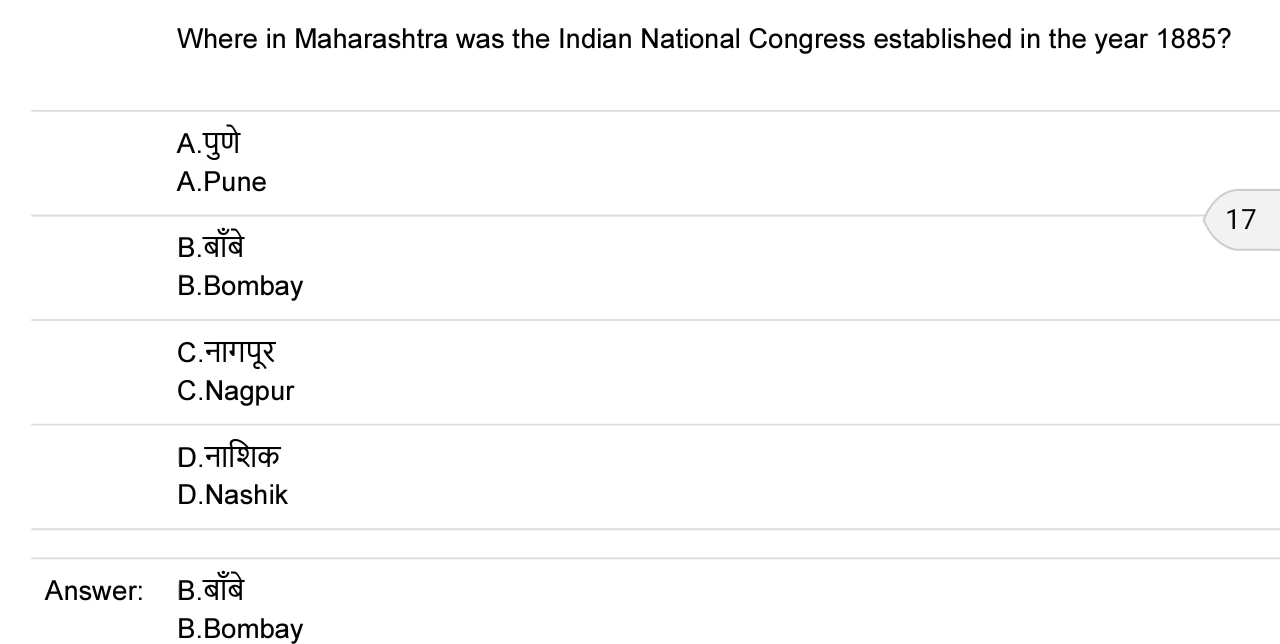 Where in Maharashtra was the Indian National Congress established in the year 1885?
A.पुणे
A.Pune
17
B.बाँबे
B.Bombay
C.नागपूर
C.Nagpur
D.नाशिक
D.Nashik
Answer: B.बाँबे
B.Bombay